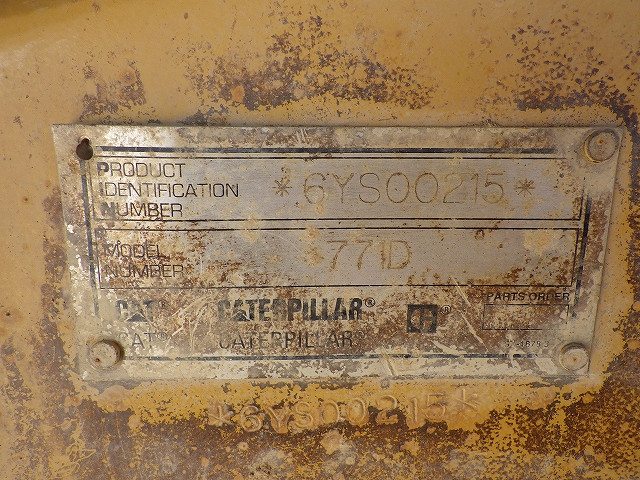 PRODUCT
IDENTIFICATION
NUMBER
*6YS00215*
MODEL
NUMBER
771D
CAT® CATERPILLAR® ®
CAT® CATERPILLAR®
PARTS ORDER
*6YS00215*